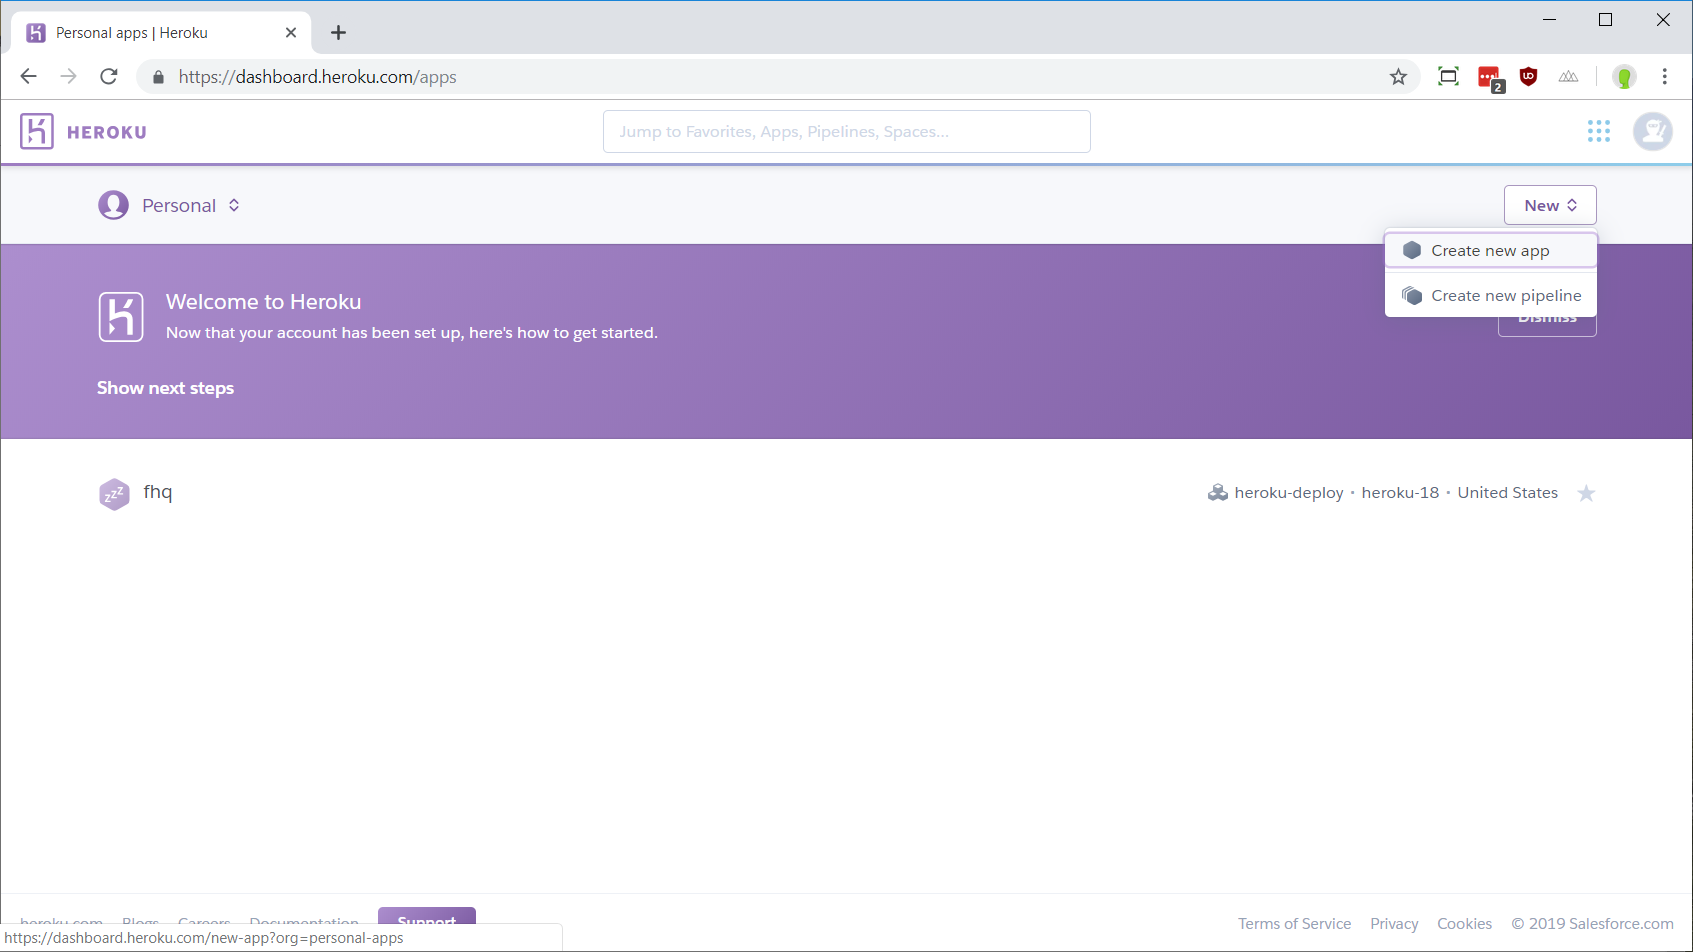 Personal apps | Heroku
https://dashboard.heroku.com/apps
2
HEROKU
Jump to Favorites, Apps, Pipelines, Spaces...
Personal
New
Create new app
Create new pipeline
Dismiss
Welcome to Heroku
Now that your account has been set up, here's how to get started.
Show next steps
zzz
fhq
heroku-deploy · heroku-18 · United States
heroku.com Blogs Careers Documentation Support
Terms of Service Privacy Cookies © 2019 Salesforce.com
https://dashboard.heroku.com/new-app?org=personal-apps